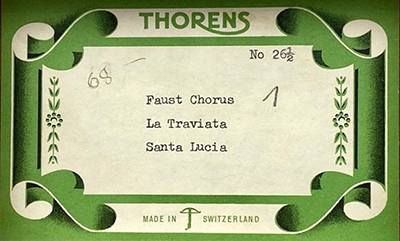 THORENS
No 26½
68-
1
Faust Chorus
La Traviata
Santa Lucia
MADE IN SWITZERLAND